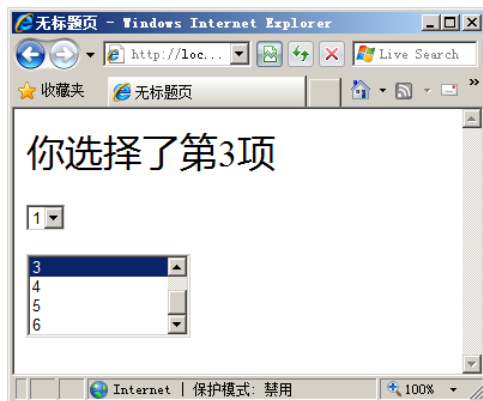 无标题页 - Windows Internet Explorer
http://loc...
Live Search
收藏夹
无标题页
»
你选择了第3项
1
3
4
5
6
Internet | 保护模式: 禁用
100%